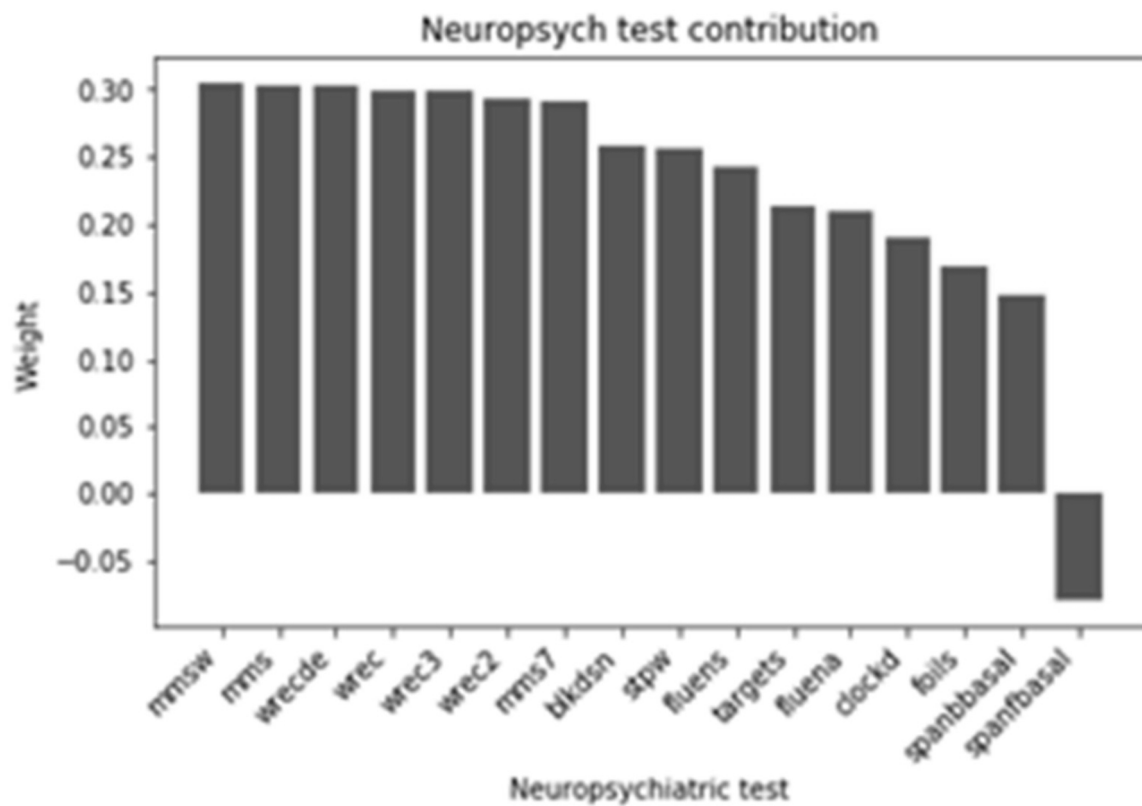 Neuropsych test contribution
Weight
0.30
0.25
0.20
0.15
0.10
0.05
0.00
−0.05
mmsw
mms
wrecde
wrec
wrec3
wrec2
mms7
blkdsn
stpw
fluens
targets
fluena
clockd
foils
spanbbasal
spanfbasal
Neuropsychiatric test